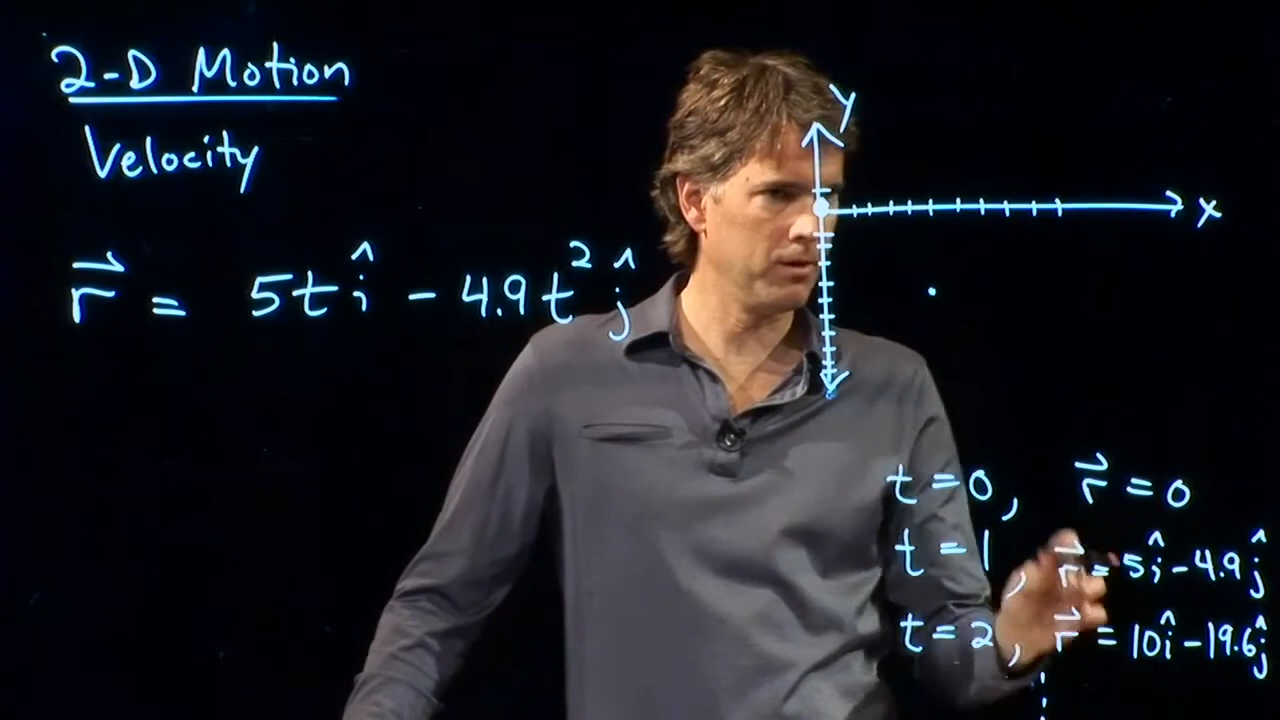 2-D Motion
Velocity
r⃗ = 5t î - 4.9t² ĵ
y
x
t=0, r⃗ = 0
t=1, r⃗ = 5î-4.9ĵ
t=2, r⃗ = 10î-19.6ĵ